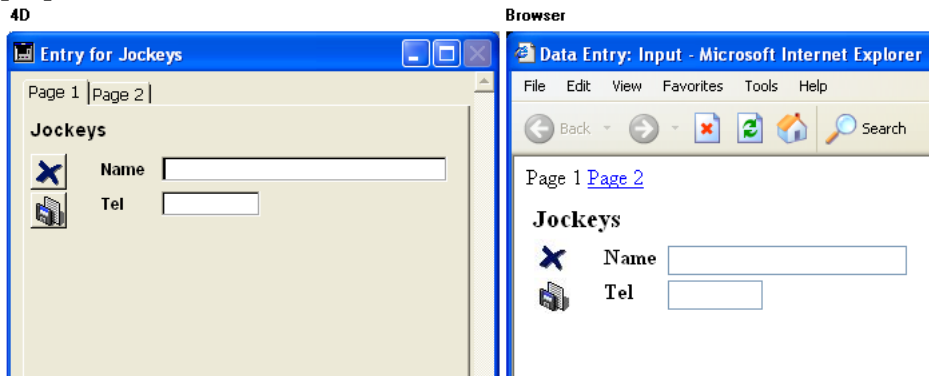 4D
Entry for Jockeys
Page 1 Page 2
Jockeys
Name
Tel
Browser
Data Entry: Input - Microsoft Internet Explorer
File Edit View Favorites Tools Help
Back Search
Page 1 Page 2
Jockeys
Name
Tel